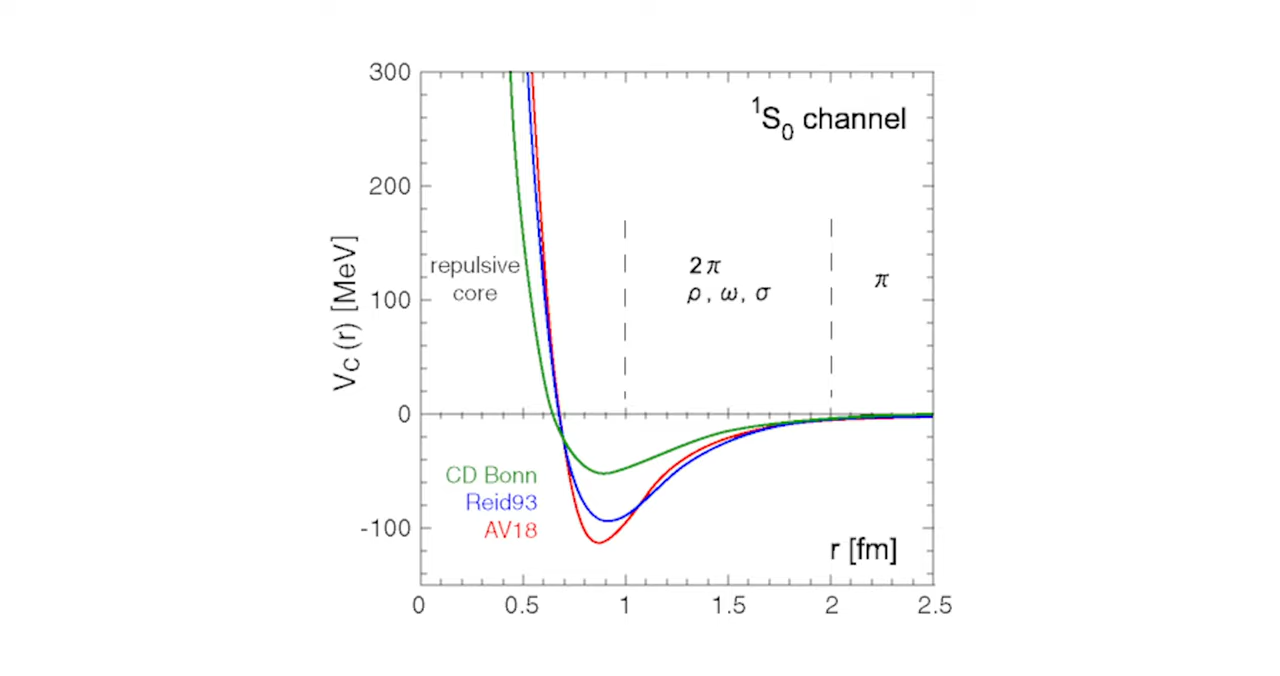 300
200
100
0
-100
V_C (r) [MeV]
¹S₀ channel
repulsive
core
2π
ρ, ω, σ
π
CD Bonn
Reid93
AV18
r [fm]
0 0.5 1 1.5 2 2.5